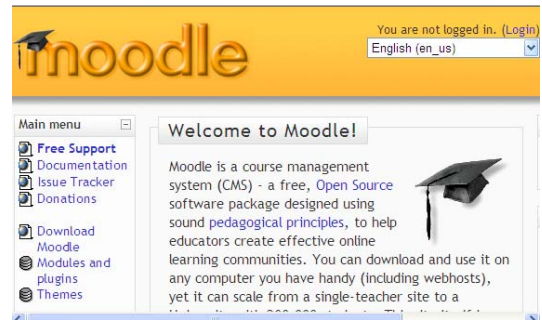 moodle
You are not logged in. (Login)
English (en_us)
Main menu
Free Support
Documentation
Issue Tracker
Donations
Download
Moodle
Modules and
plugins
Themes
Welcome to Moodle!
Moodle is a course management
system (CMS) - a free, Open Source
software package designed using
sound pedagogical principles, to help
educators create effective online
learning communities. You can download and use it on
any computer you have handy (including webhosts),
yet it can scale from a single-teacher site to a